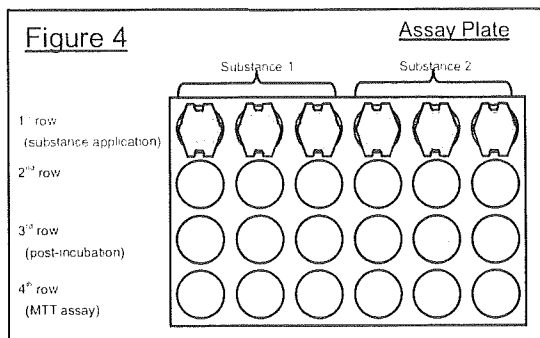 Figure 4
Assay Plate
Substance 1
Substance 2
1 row
(substance application)
2nd row
3rd row
(post-incubation)
4th row
(MTT assay)